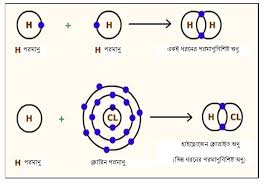 H + H → H H
H পরমাণু H পরমাণু একই ধরনের পরমাণুবিশিষ্ট অণু
H + CL → H CL
H পরমাণু ক্লোরিন পরমাণু হাইড্রোজেন ক্লোরাইড অণু
(ভিন্ন ধরনের পরমাণুবিশিষ্ট অণু)